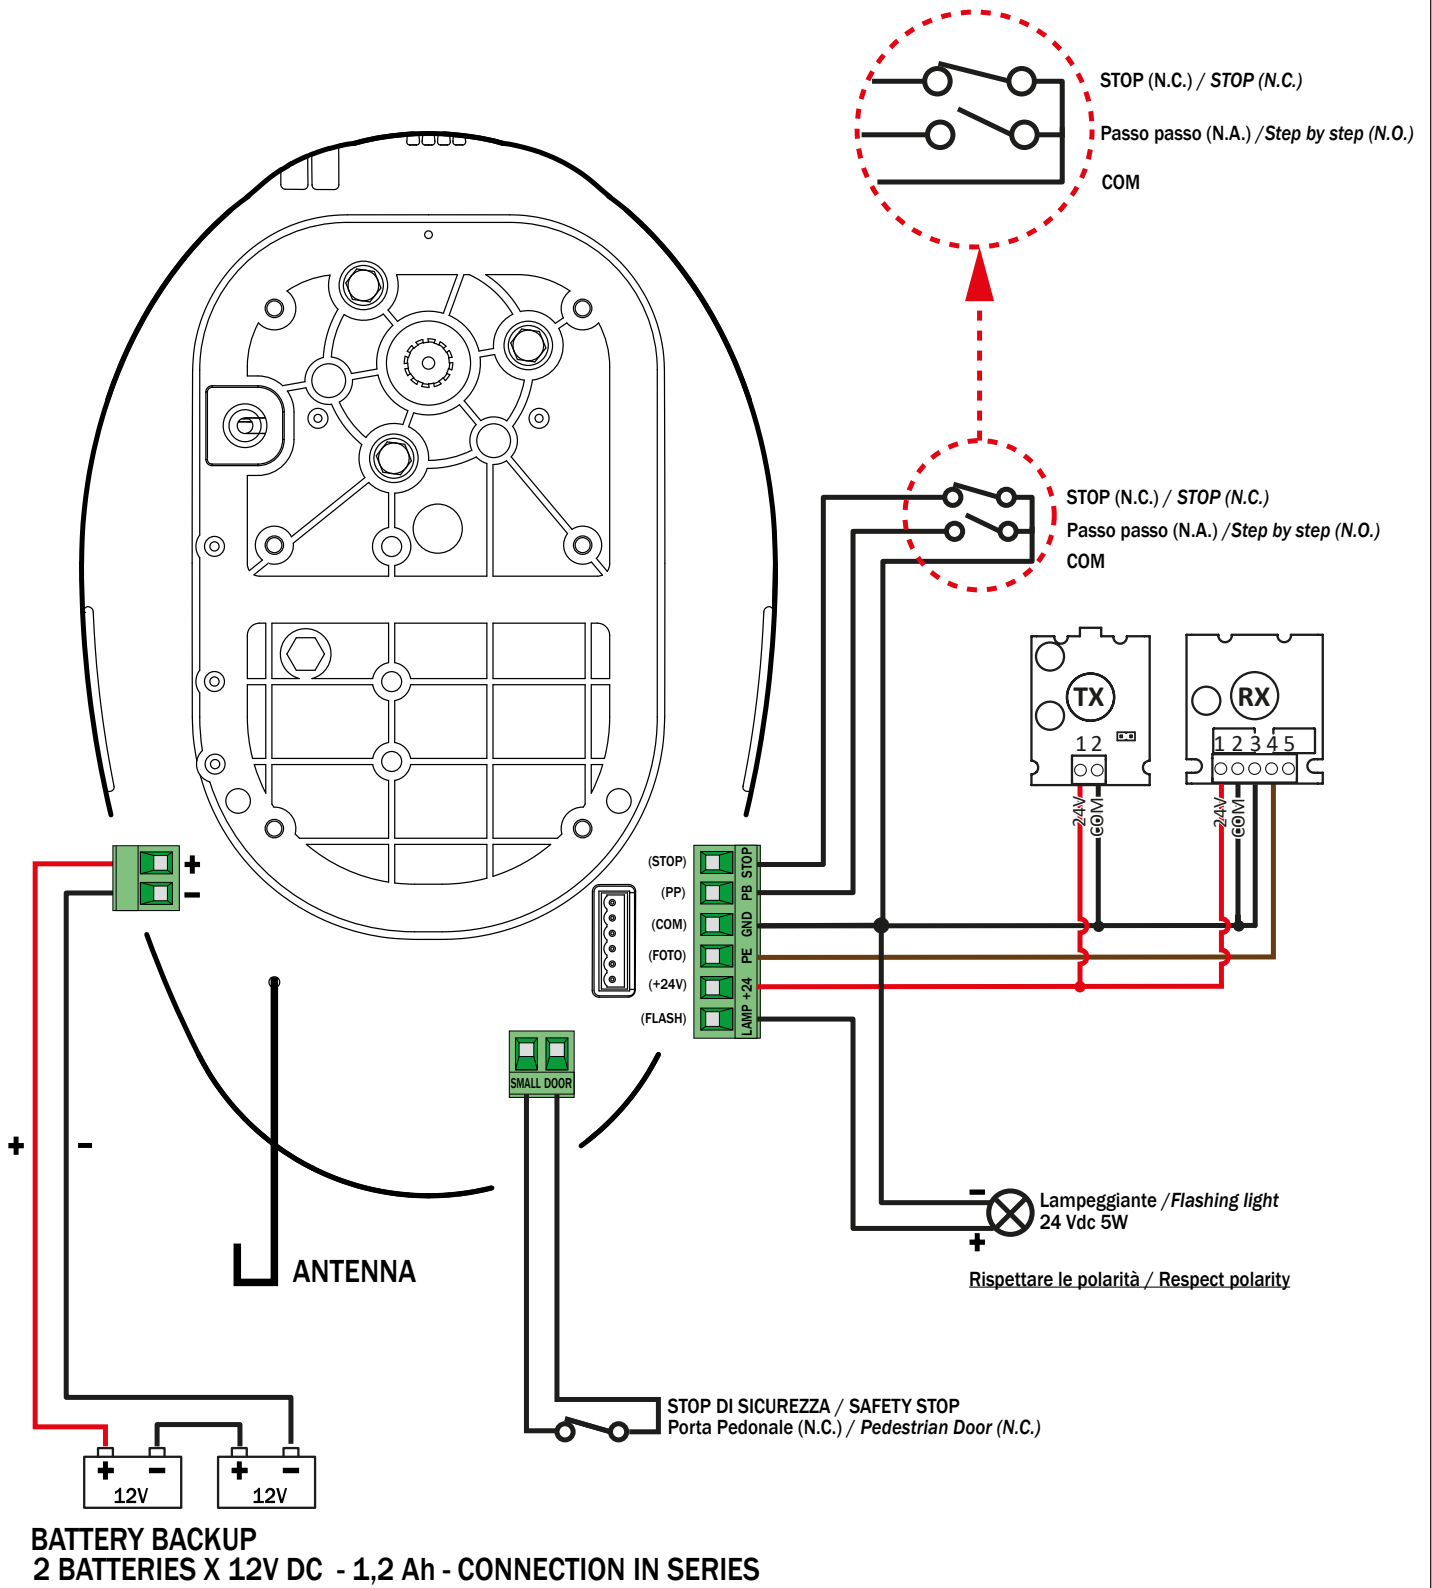 STOP (N.C.) / STOP (N.C.)
Passo passo (N.A.) /Step by step (N.O.)
COM
STOP (N.C.) / STOP (N.C.)
Passo passo (N.A.) /Step by step (N.O.)
COM
TX
1 2
24V
COM
RX
1 2 3 4 5
24V
COM
+
-
(STOP) STOP
(PP) PB
(COM) GND
(FOTO) PE
(+24V) +24
(FLASH) LAMP
SMALL DOOR
+
-
ANTENNA
-
+
Lampeggiante /Flashing light
24 Vdc 5W
Rispettare le polarità / Respect polarity
STOP DI SICUREZZA / SAFETY STOP
Porta Pedonale (N.C.) / Pedestrian Door (N.C.)
+ -
12V
+ -
12V
BATTERY BACKUP
2 BATTERIES X 12V DC - 1,2 Ah - CONNECTION IN SERIES